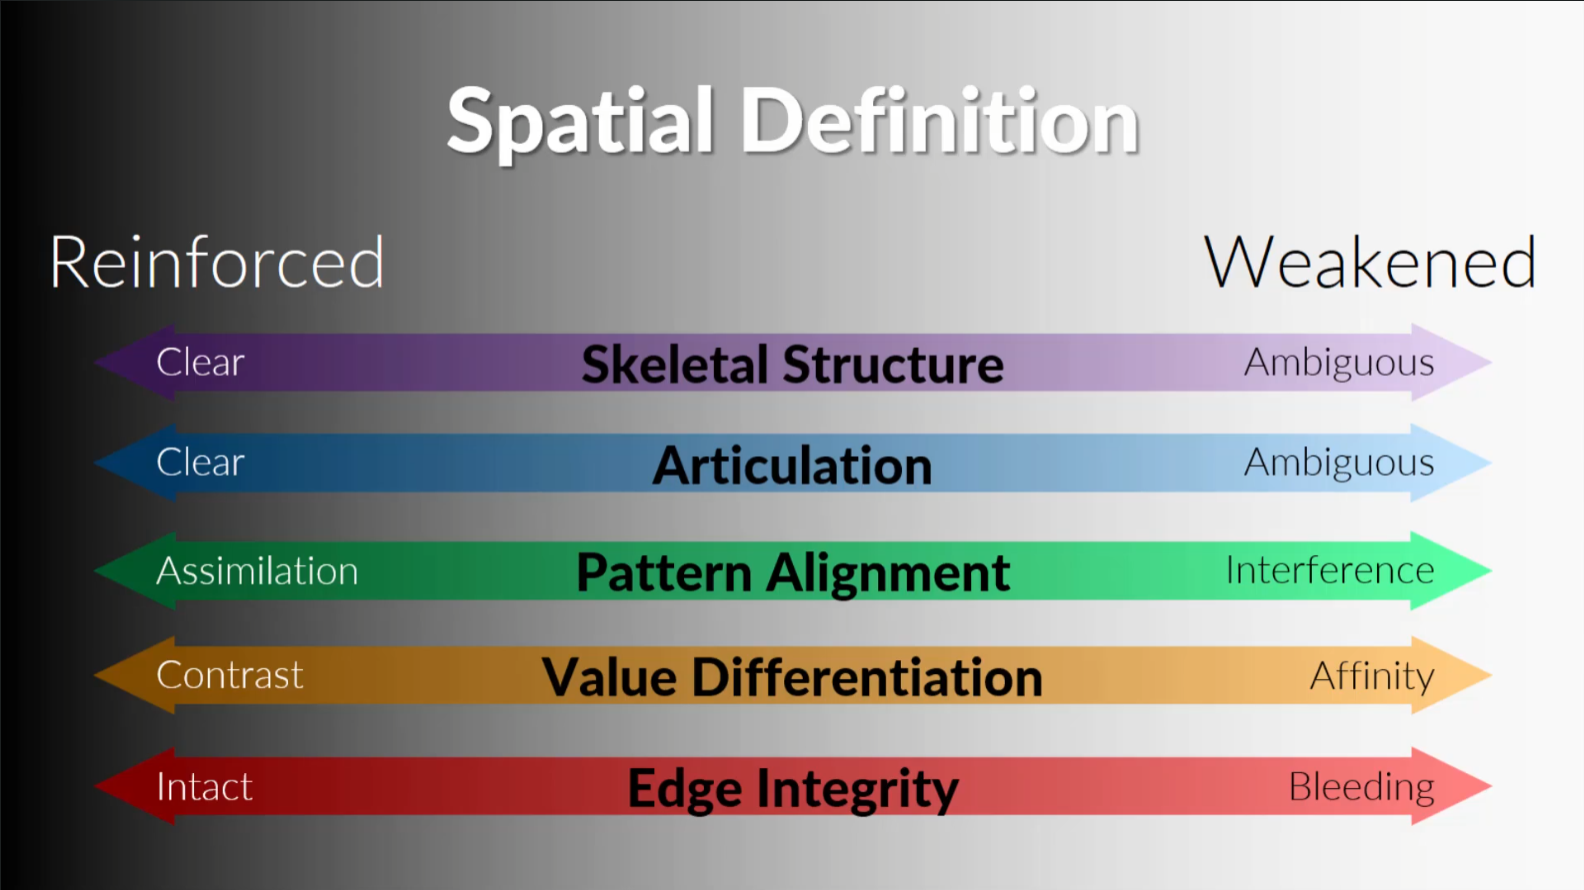 Spatial Definition
Reinforced Weakened
Clear Skeletal Structure Ambiguous
Clear Articulation Ambiguous
Assimilation Pattern Alignment Interference
Contrast Value Differentiation Affinity
Intact Edge Integrity Bleeding